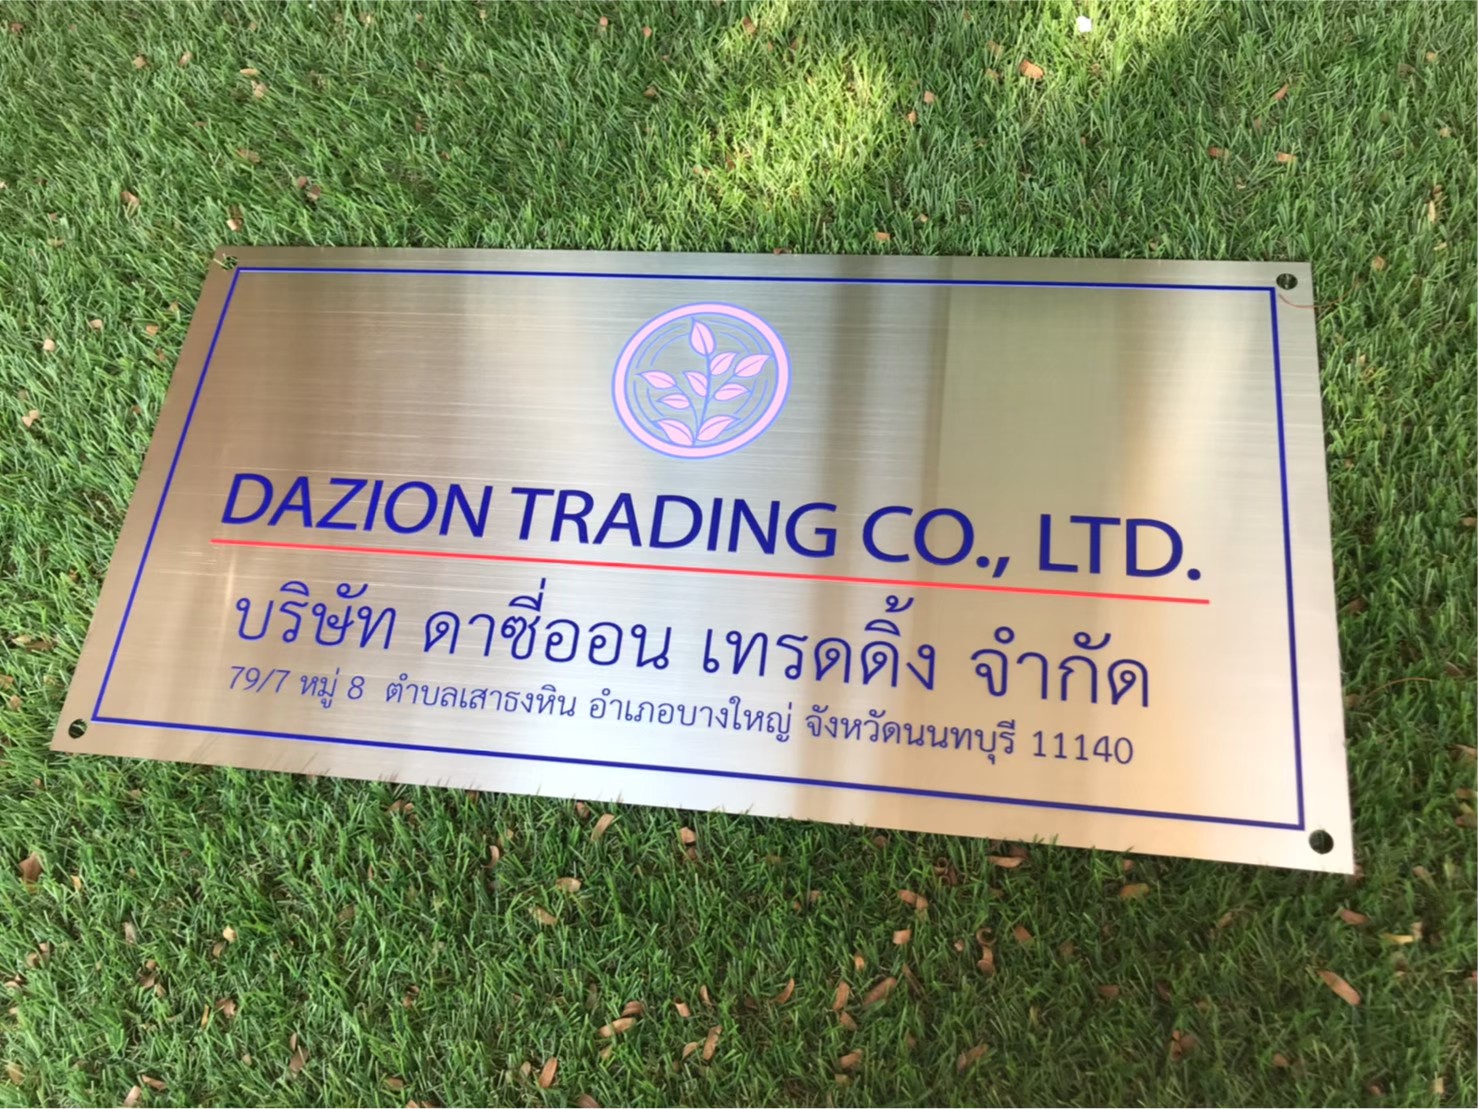 DAZION TRADING CO., LTD.
บริษัท ดาซี่ออน เทรดดิ้ง จำกัด
79/7 หมู่ 8 ตำบลเสาธงหิน อำเภอบางใหญ่ จังหวัดนนทบุรี 11140